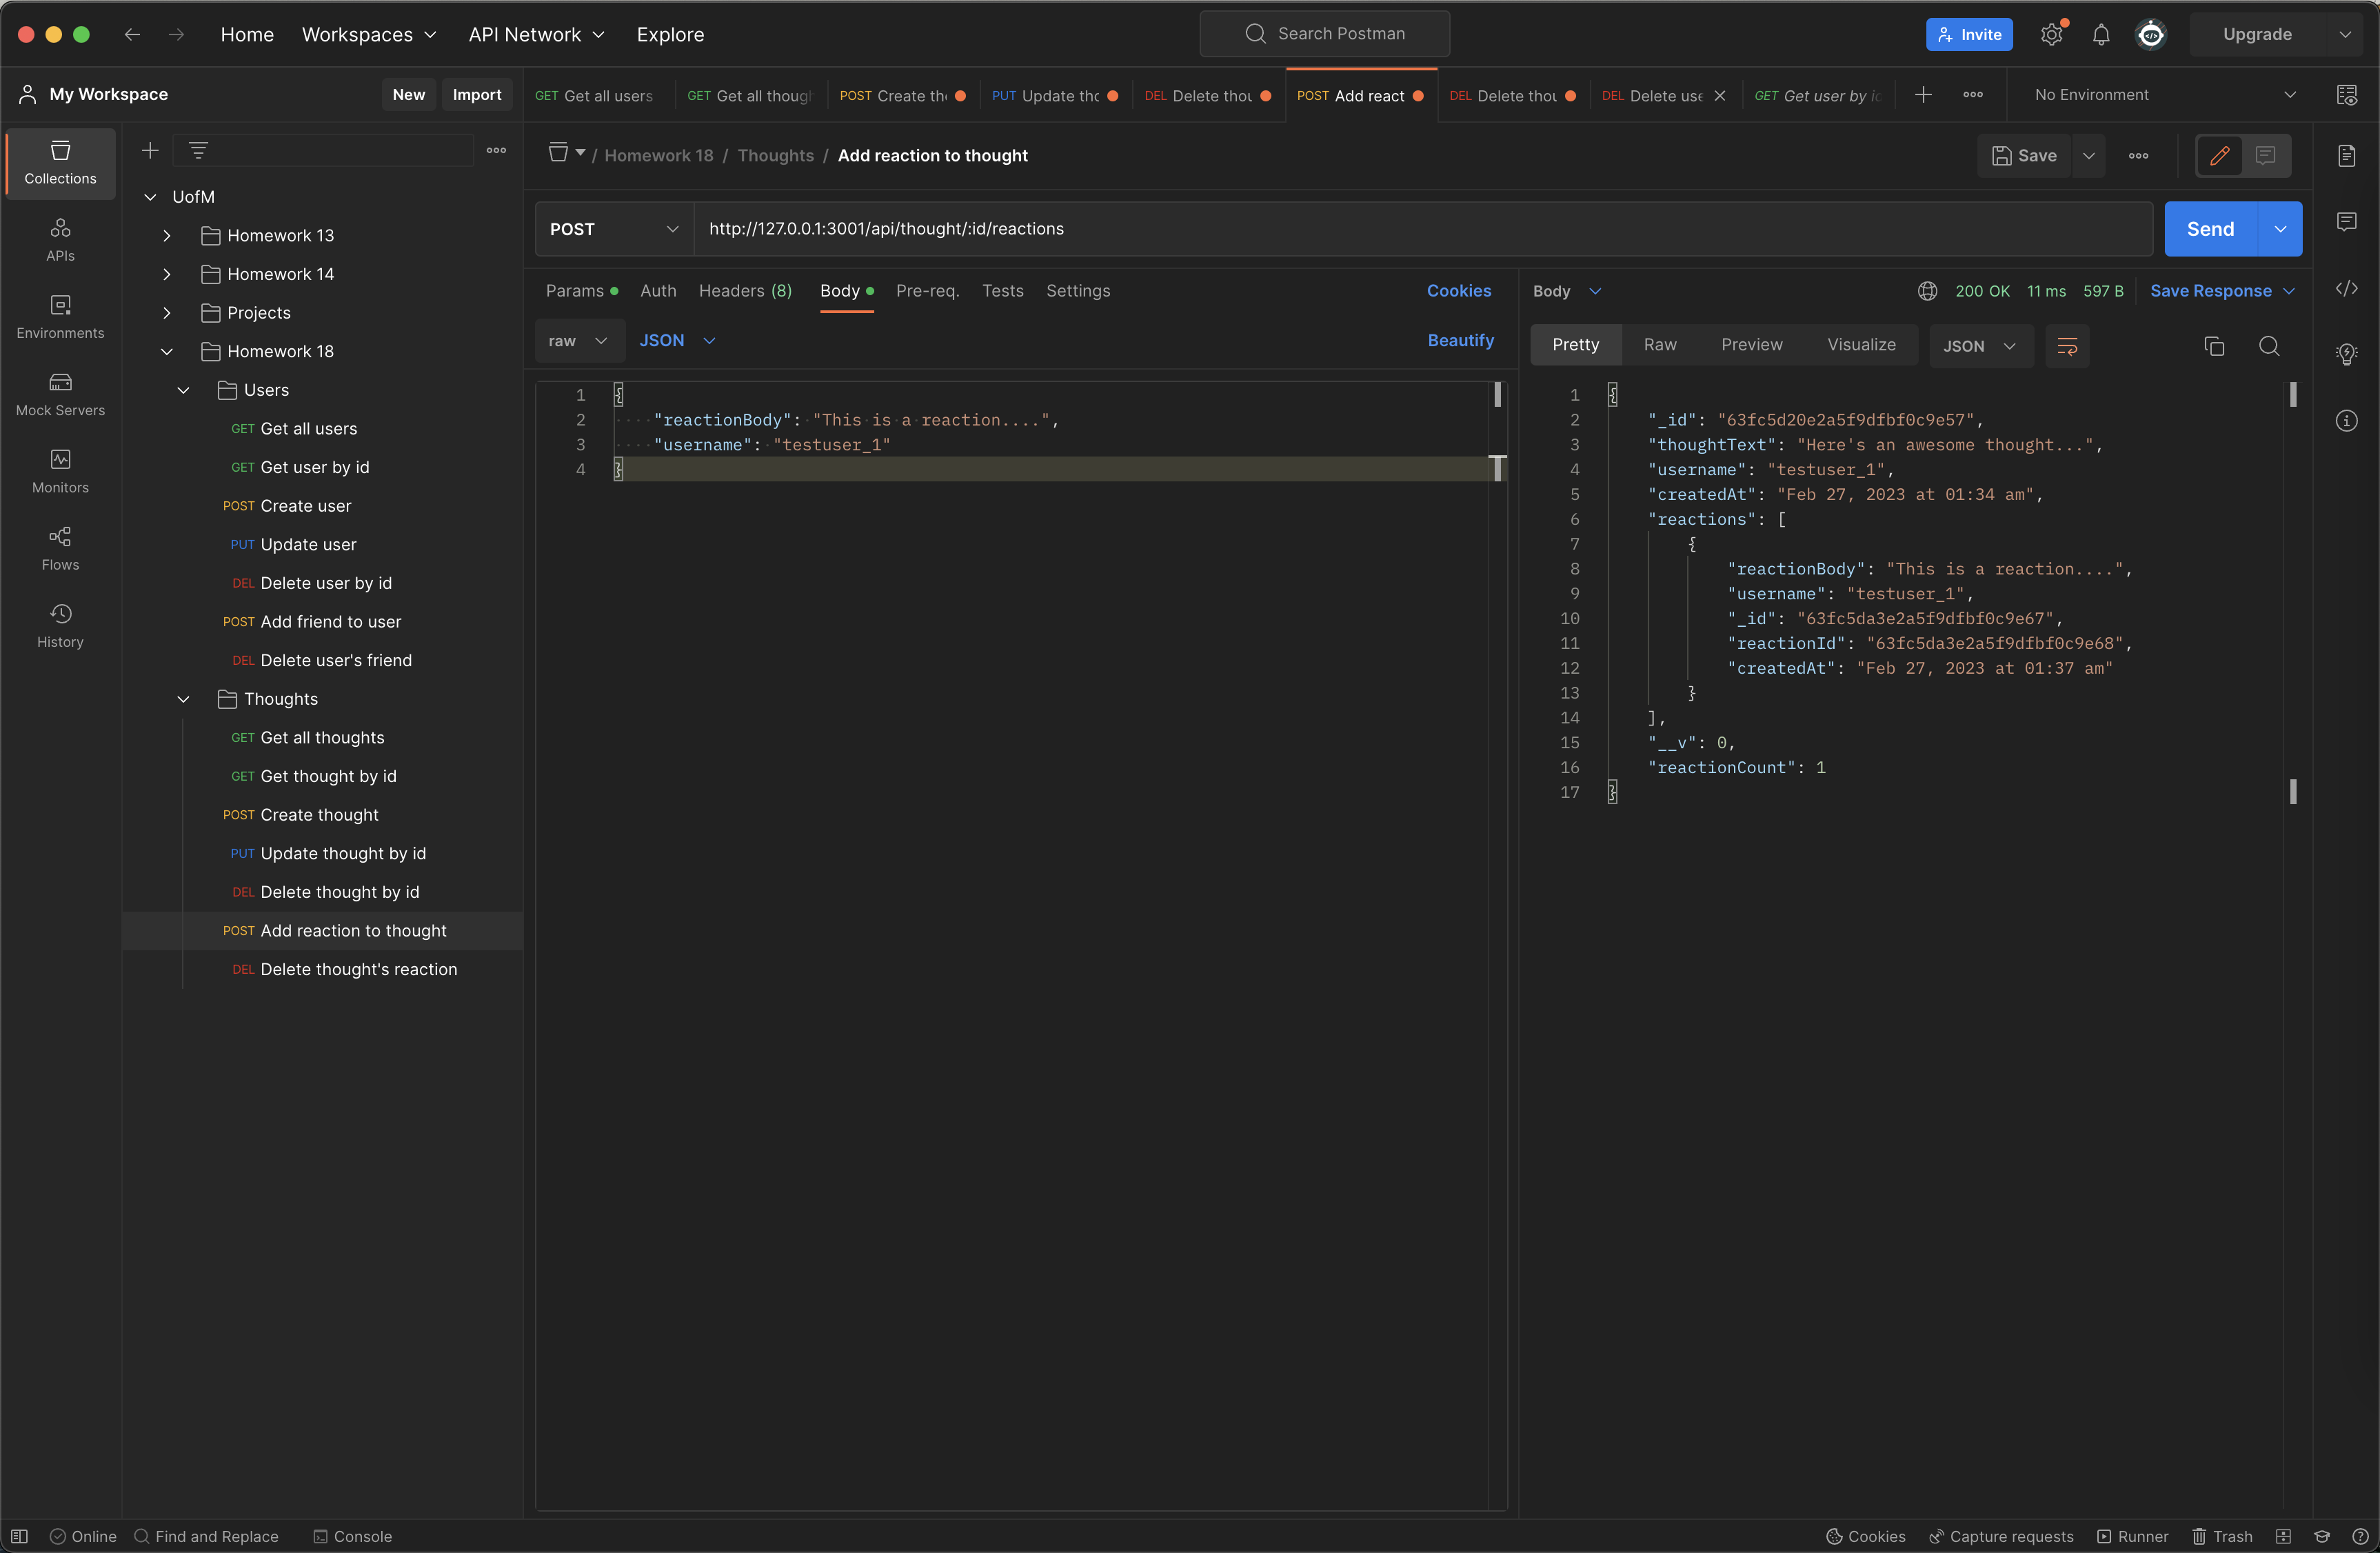 Home Workspaces API Network Explore Search Postman Invite Upgrade
My Workspace New Import
GET Get all users GET Get all though POST Create th PUT Update tho DEL Delete thou POST Add react DEL Delete thou DEL Delete use GET Get user by id No Environment
Collections
APIs
Environments
Mock Servers
Monitors
Flows
History
UofM
Homework 13
Homework 14
Projects
Homework 18
Users
GET Get all users
GET Get user by id
POST Create user
PUT Update user
DEL Delete user by id
POST Add friend to user
DEL Delete user's friend
Thoughts
GET Get all thoughts
GET Get thought by id
POST Create thought
PUT Update thought by id
DEL Delete thought by id
POST Add reaction to thought
DEL Delete thought's reaction
/ Homework 18 / Thoughts / Add reaction to thought Save
POST http://127.0.0.1:3001/api/thought/:id/reactions Send
Params Auth Headers (8) Body Pre-req. Tests Settings Cookies
raw JSON Beautify
1 {
2 "reactionBody": "This is a reaction....",
3 "username": "testuser_1"
4 }
Body 200 OK 11 ms 597 B Save Response
Pretty Raw Preview Visualize JSON
1 {
2 "_id": "63fc5d20e2a5f9dfbf0c9e57",
3 "thoughtText": "Here's an awesome thought...",
4 "username": "testuser_1",
5 "createdAt": "Feb 27, 2023 at 01:34 am",
6 "reactions": [
7 {
8 "reactionBody": "This is a reaction....",
9 "username": "testuser_1",
10 "_id": "63fc5da3e2a5f9dfbf0c9e67",
11 "reactionId": "63fc5da3e2a5f9dfbf0c9e68",
12 "createdAt": "Feb 27, 2023 at 01:37 am"
13 }
14 ],
15 "__v": 0,
16 "reactionCount": 1
17 }
Online Find and Replace Console Cookies Capture requests Runner Trash